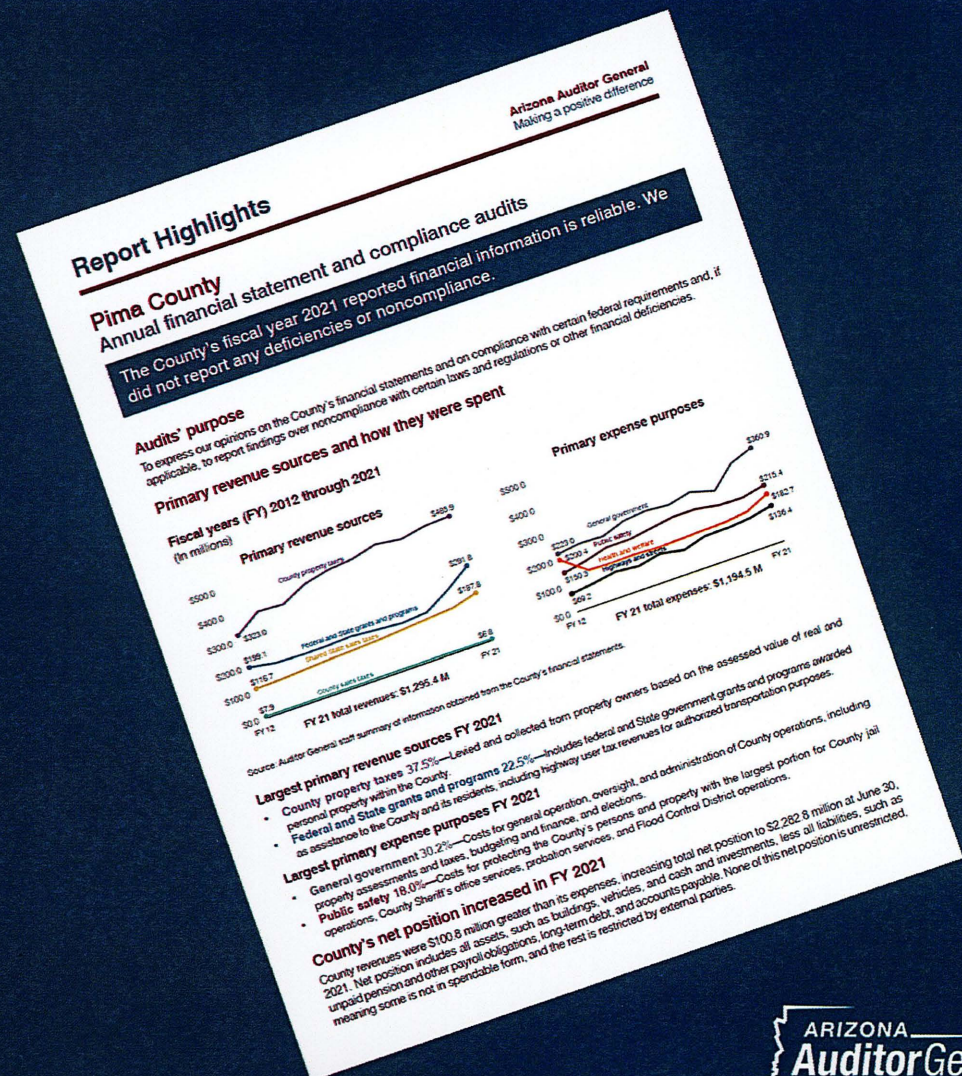 Arizona Auditor General
Making a positive difference
Report Highlights
Pima County
Annual financial statement and compliance audits
The County's fiscal year 2021 reported financial information is reliable. We
did not report any deficiencies or noncompliance.
Audits' purpose
To express our opinions on the County's financial statements and on compliance with certain federal requirements and, if
applicable, to report findings over noncompliance with certain laws and regulations or other financial deficiencies.
Primary revenue sources and how they were spent
Fiscal years (FY) 2012 through 2021
(In millions)
Primary revenue sources
$500.0
$400.0
$300.0
$200.0
$100.0
$0.0
County property taxes
$323.0
$485.9
Federal and State grants and programs
$199.1
$291.8
Shared State sales taxes
$116.7
$187.8
County sales taxes
$7.9
$6.8
FY 12
FY 21
FY 21 total revenues: $1,295.4 M
Primary expense purposes
$500.0
$400.0
$300.0
$200.0
$100.0
$0.0
General government
$360.9
Public safety
$200.4
$215.4
Health and welfare
$150.3
$182.7
Highways and streets
$69.2
$136.4
FY 12
FY 21
FY 21 total expenses: $1,194.5 M
Source: Auditor General staff summary of information obtained from the County's financial statements.
Largest primary revenue sources FY 2021
• County property taxes 37.5%—Levied and collected from property owners based on the assessed value of real and
personal property within the County.
• Federal and State grants and programs 22.5%—Includes federal and State government grants and programs awarded
as assistance to the County and its residents, including highway user tax revenues for authorized transportation purposes.
Largest primary expense purposes FY 2021
• General government 30.2%—Costs for general operation, oversight, and administration of County operations, including
property assessments and taxes, budgeting and finance, and elections.
• Public safety 18.0%—Costs for protecting the County's persons and property with the largest portion for County jail
operations, County Sheriff's office services, probation services, and Flood Control District operations.
County's net position increased in FY 2021
County revenues were $100.8 million greater than its expenses, increasing total net position to $2,282.8 million at June 30,
2021. Net position includes all assets, such as buildings, vehicles, and cash and investments, less all liabilities, such as
unpaid pension and other payroll obligations, long-term debt, and accounts payable. None of this net position is unrestricted,
meaning some is not in spendable form, and the rest is restricted by external parties.
ARIZONA
AuditorGe